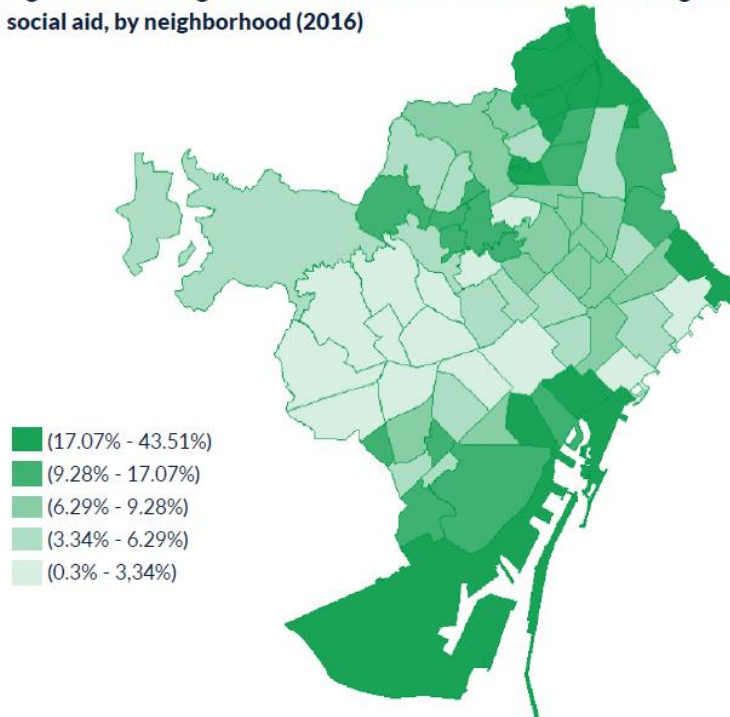 social aid, by neighborhood (2016)
(17.07% - 43.51%)
(9.28% - 17.07%)
(6.29% - 9.28%)
(3.34% - 6.29%)
(0.3% - 3,34%)